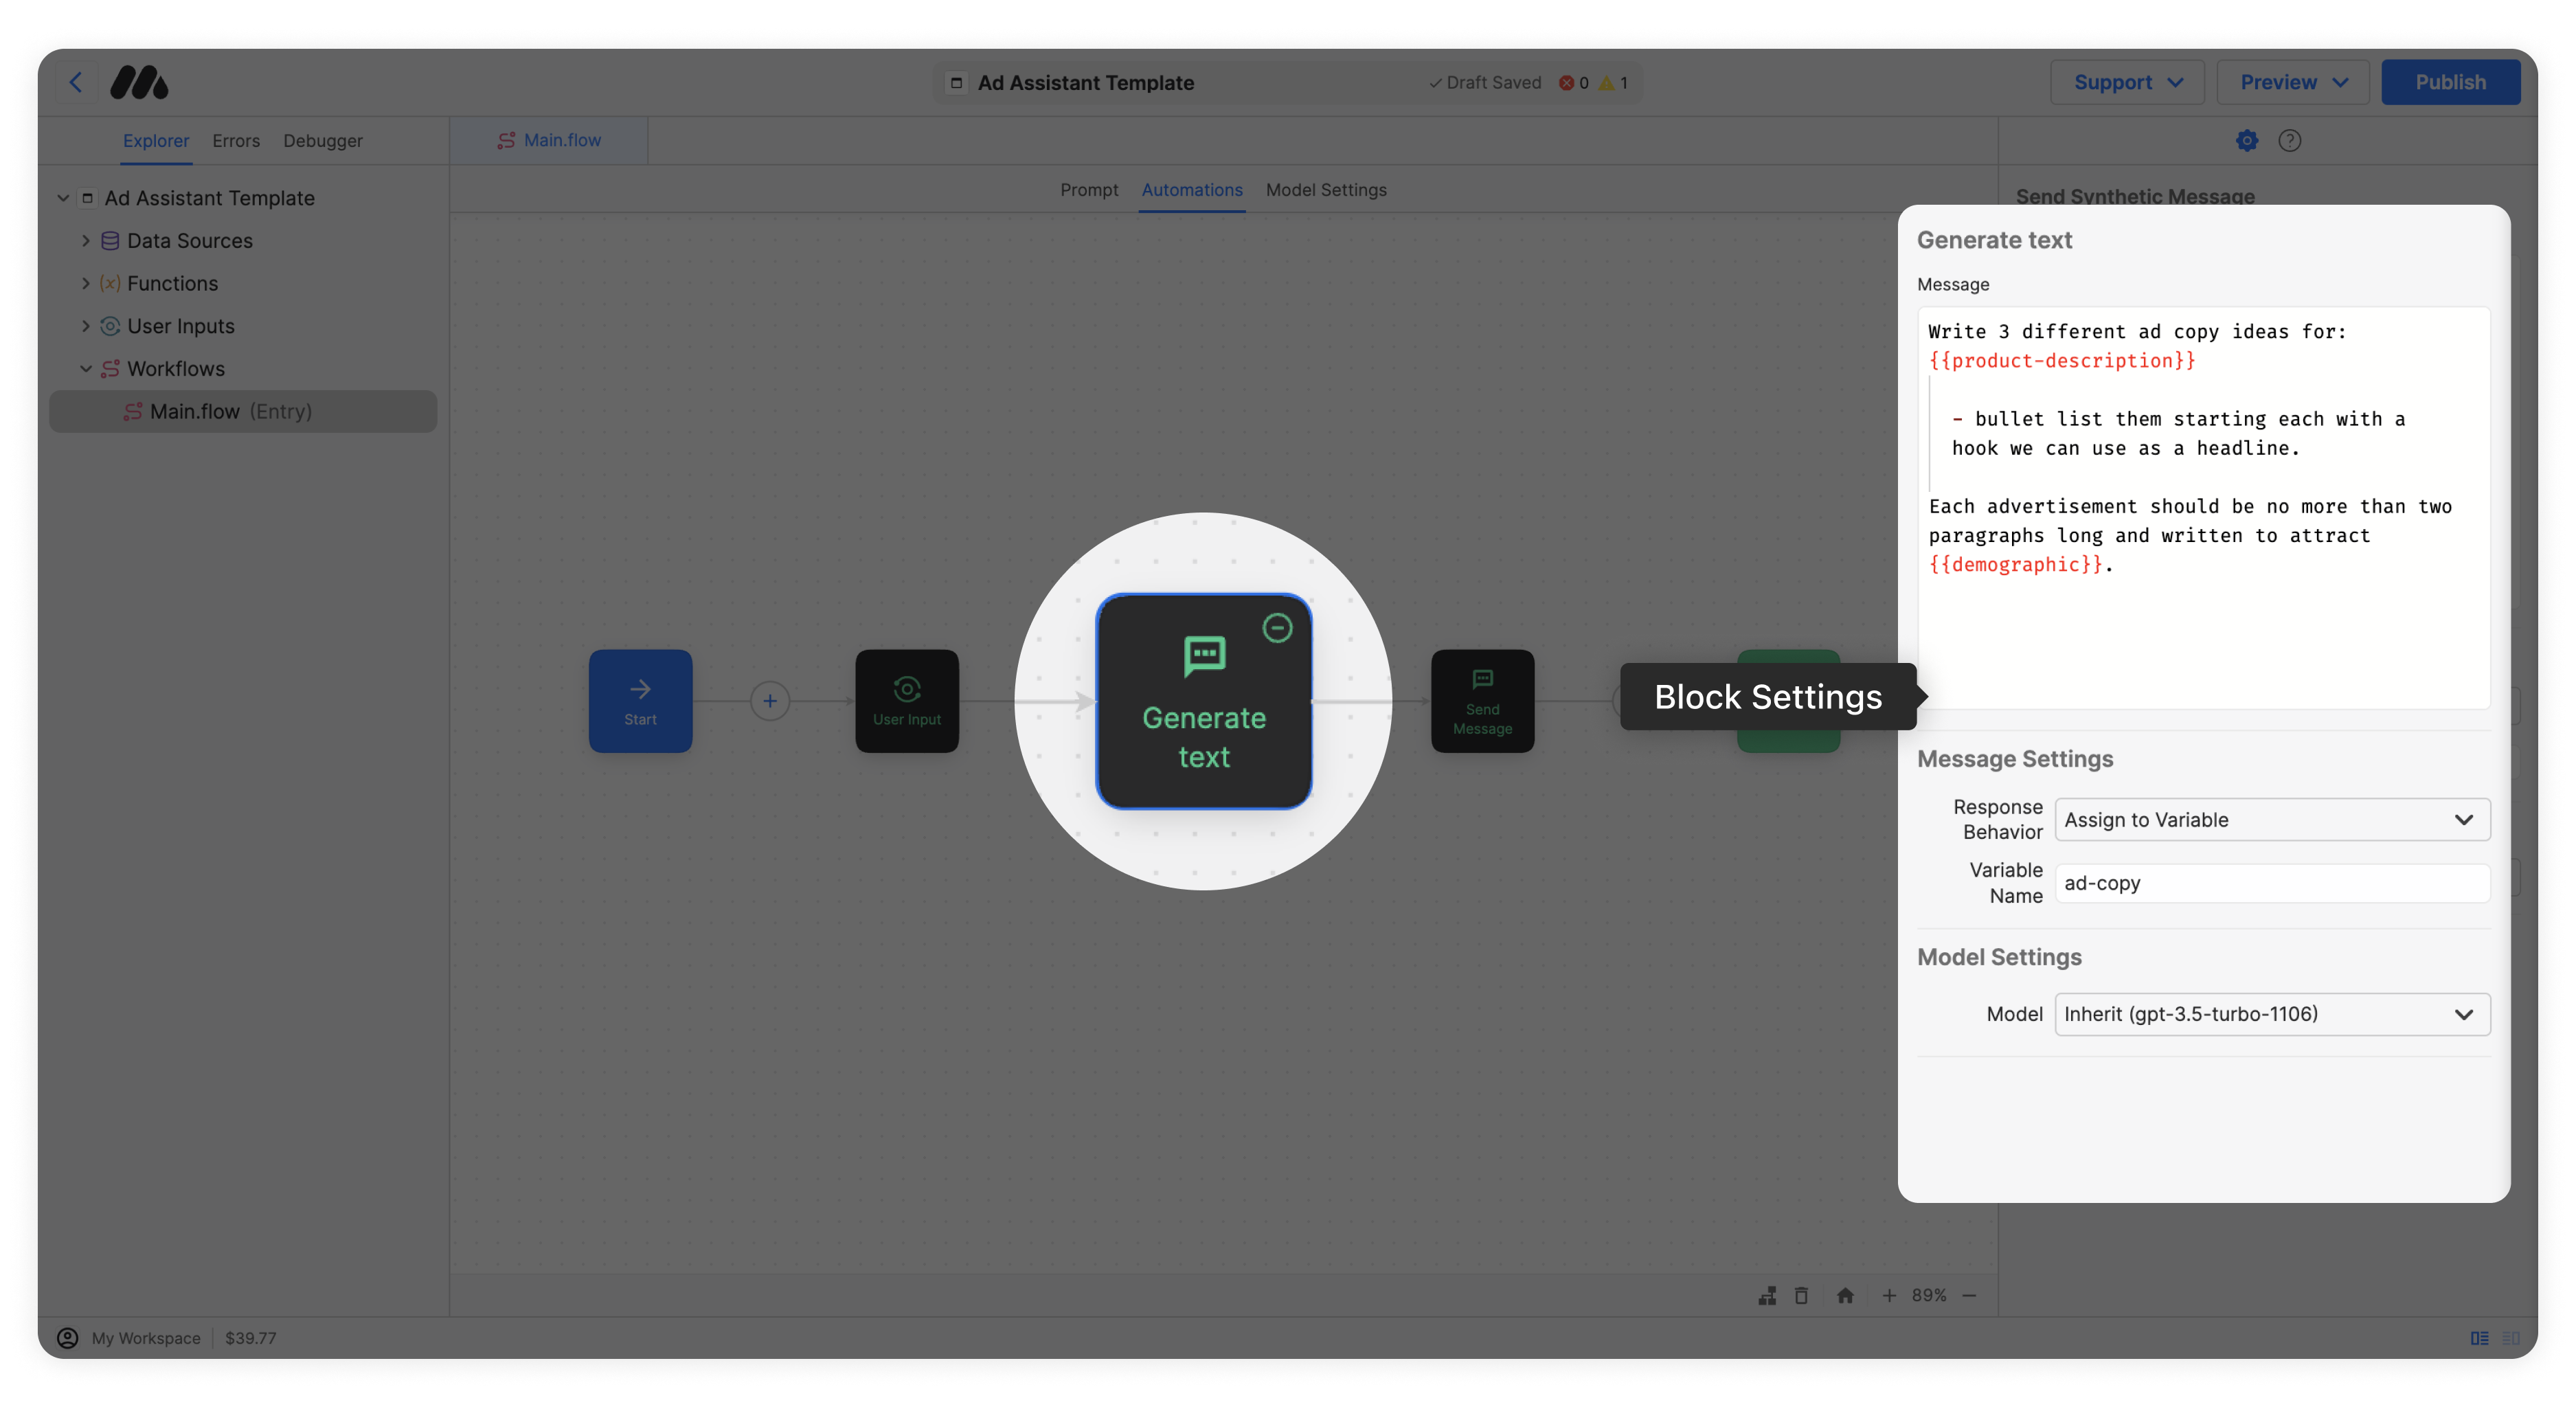 Ad Assistant Template
Draft Saved
0
1
Support
Preview
Publish
Explorer
Errors
Debugger
Main.flow
Prompt
Automations
Model Settings
Ad Assistant Template
Data Sources
Functions
User Inputs
Workflows
Main.flow (Entry)
Start
User Input
Generate
text
Send
Message
Block Settings
Send Synthetic Message
Generate text
Message
Write 3 different ad copy ideas for:
{{product-description}}
- bullet list them starting each with a
hook we can use as a headline.
Each advertisement should be no more than two
paragraphs long and written to attract
{{demographic}}.
Message Settings
Response
Behavior
Assign to Variable
Variable
Name
ad-copy
Model Settings
Model
Inherit (gpt-3.5-turbo-1106)
89%
My Workspace
$39.77